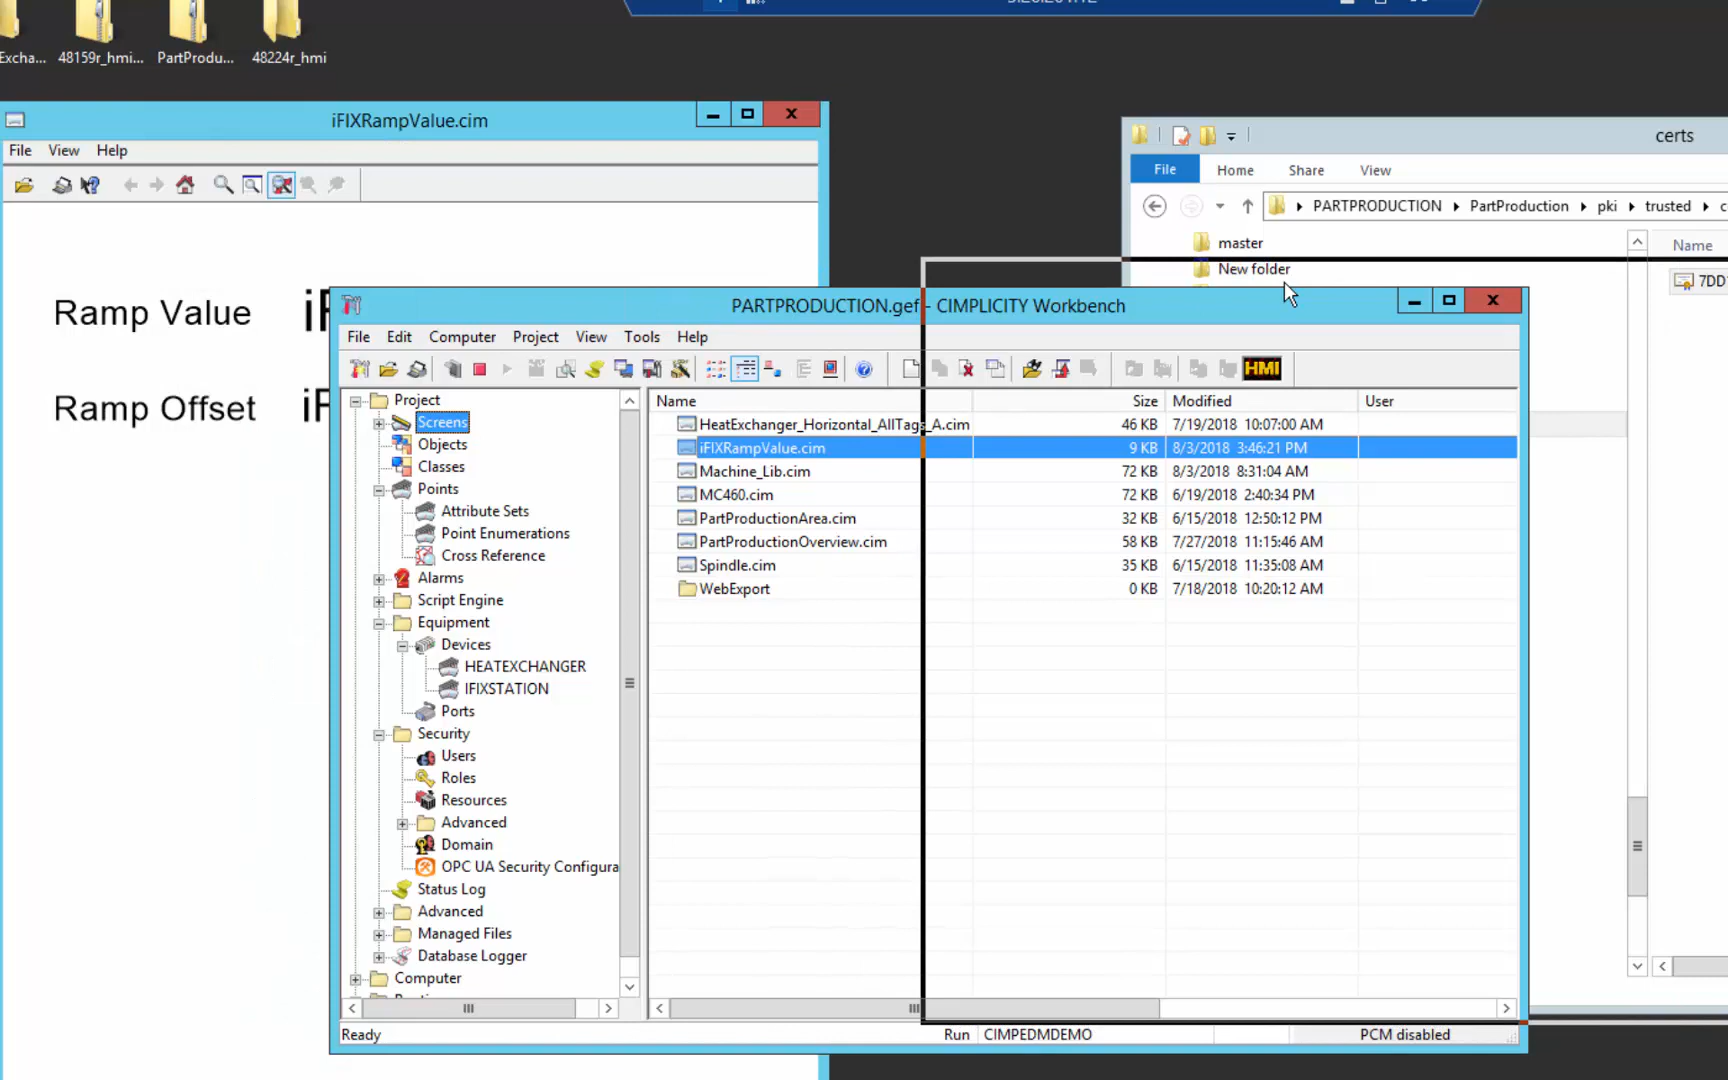 48159r_hmi...
PartProdu...
48224r_hmi
iFIXRampValue.cim
File View Help
Ramp Value
Ramp Offset
certs
File Home Share View
PARTPRODUCTION PartProduction pki trusted
master
New folder
Name
PARTPRODUCTION.gef - CIMPLICITY Workbench
File Edit Computer Project View Tools Help
HMI
Project
Screens
Objects
Classes
Points
Attribute Sets
Point Enumerations
Cross Reference
Alarms
Script Engine
Equipment
Devices
HEATEXCHANGER
IFIXSTATION
Ports
Security
Users
Roles
Resources
Advanced
Domain
OPC UA Security Configura
Status Log
Advanced
Managed Files
Database Logger
Computer
Name Size Modified User
HeatExchanger_Horizontal_AllTags_A.cim 46 KB 7/19/2018 10:07:00 AM
iFIXRampValue.cim 9 KB 8/3/2018 3:46:21 PM
Machine_Lib.cim 72 KB 8/3/2018 8:31:04 AM
MC460.cim 72 KB 6/19/2018 2:40:34 PM
PartProductionArea.cim 32 KB 6/15/2018 12:50:12 PM
PartProductionOverview.cim 58 KB 7/27/2018 11:15:46 AM
Spindle.cim 35 KB 6/15/2018 11:35:08 AM
WebExport 0 KB 7/18/2018 10:20:12 AM
Ready
Run CIMPEDMDEMO
PCM disabled